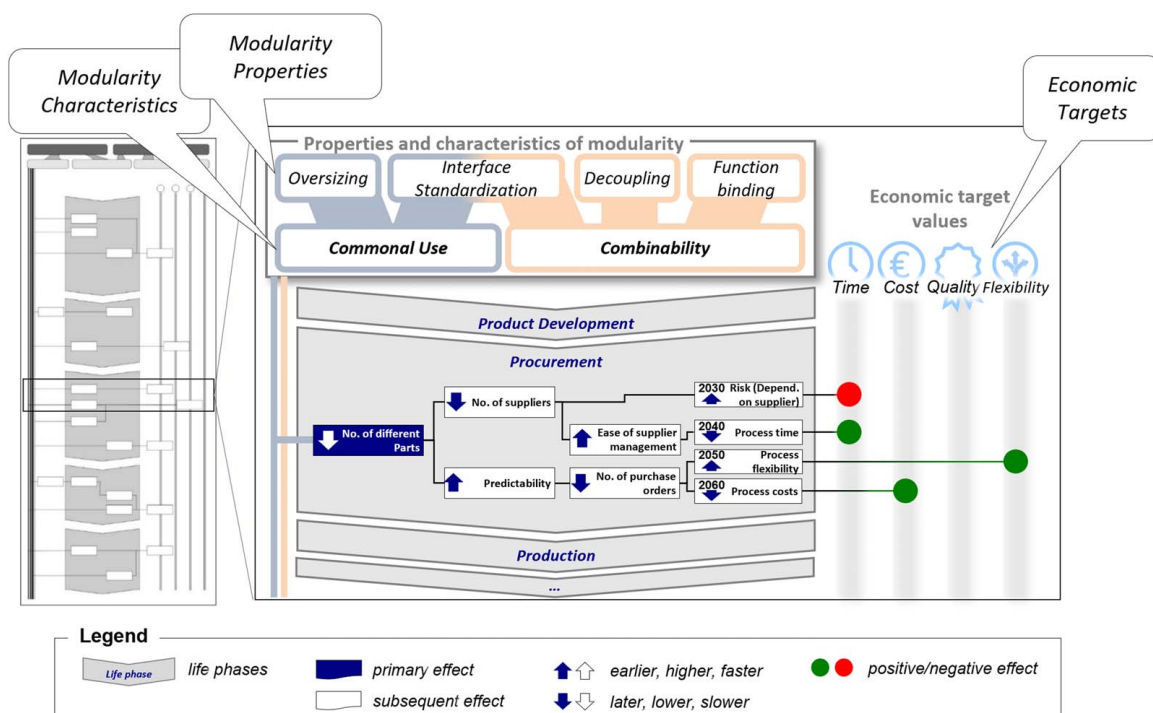 Modularity
Properties
Modularity
Characteristics
Economic
Targets
Properties and characteristics of modularity
Oversizing
Interface
Standardization
Decoupling
Function
binding
Commonal Use
Combinability
Economic target
values
€
Time
Cost
Quality
Flexibility
Product Development
Procurement
No. of different
Parts
No. of suppliers
2030 Risk (Depend.
on supplier)
Ease of supplier
management
2040
Process time
Predictability
No. of purchase
orders
2050 Process
flexibility
2060
Process costs
Production
...
Legend
Life phase
life phases
primary effect
subsequent effect
earlier, higher, faster
later, lower, slower
positive/negative effect